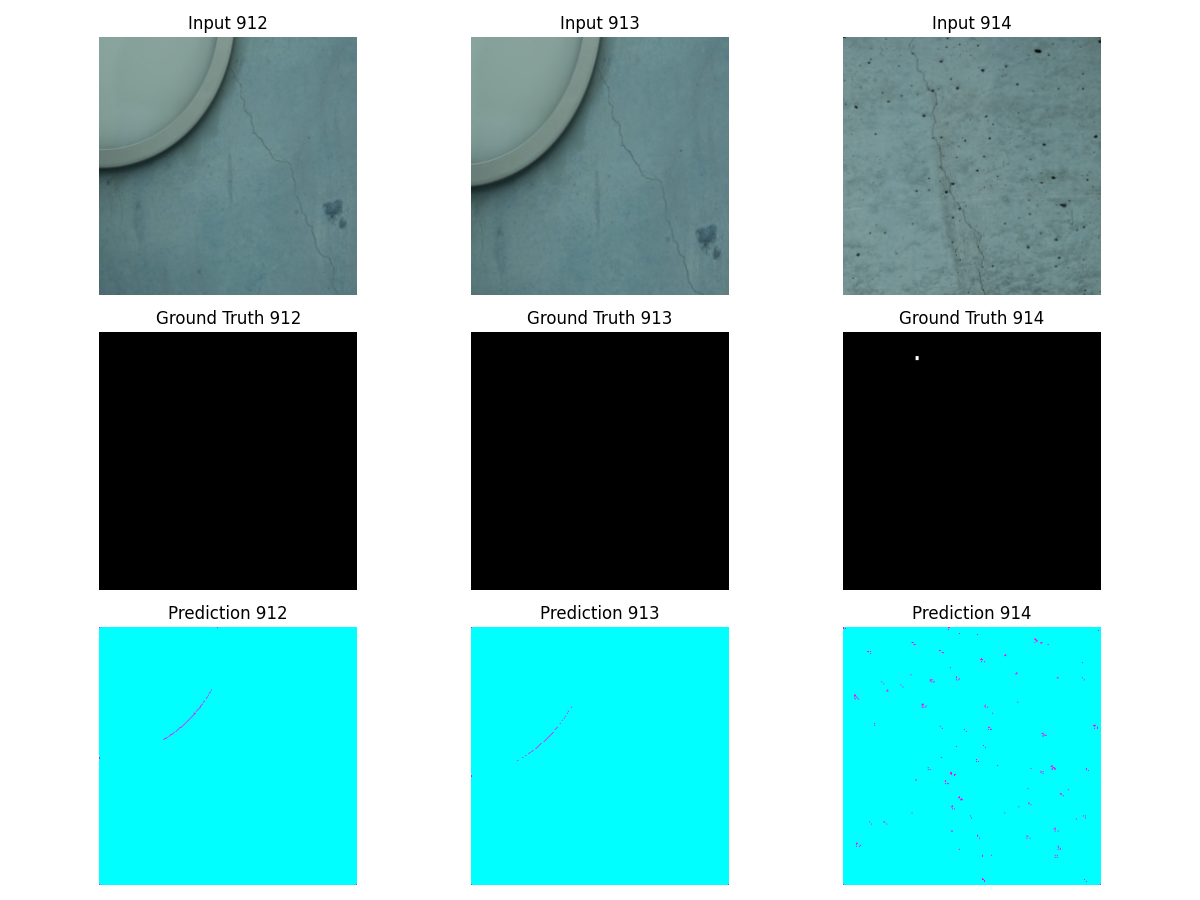 Input 912
Input 913
Input 914
Ground Truth 912
Ground Truth 913
Ground Truth 914
Prediction 912
Prediction 913
Prediction 914